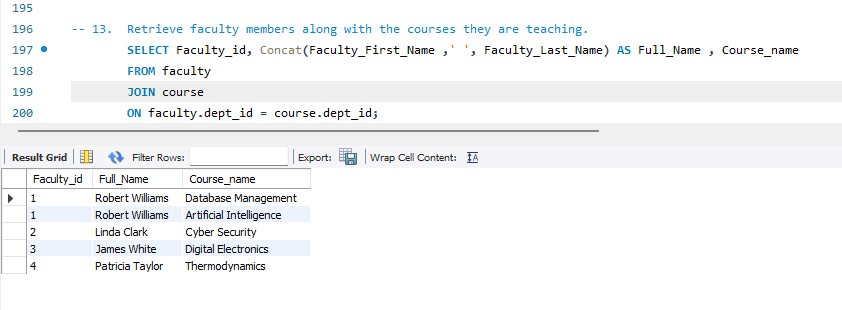 195
196 -- 13. Retrieve faculty members along with the courses they are teaching.
197 SELECT Faculty_id, Concat(Faculty_First_Name ,' ', Faculty_Last_Name) AS Full_Name , Course_name
198 FROM faculty
199 JOIN course
200 ON faculty.dept_id = course.dept_id;
Result Grid Filter Rows: Export: Wrap Cell Content: IA
Faculty_id Full_Name Course_name
1 Robert Williams Database Management
1 Robert Williams Artificial Intelligence
2 Linda Clark Cyber Security
3 James White Digital Electronics
4 Patricia Taylor Thermodynamics